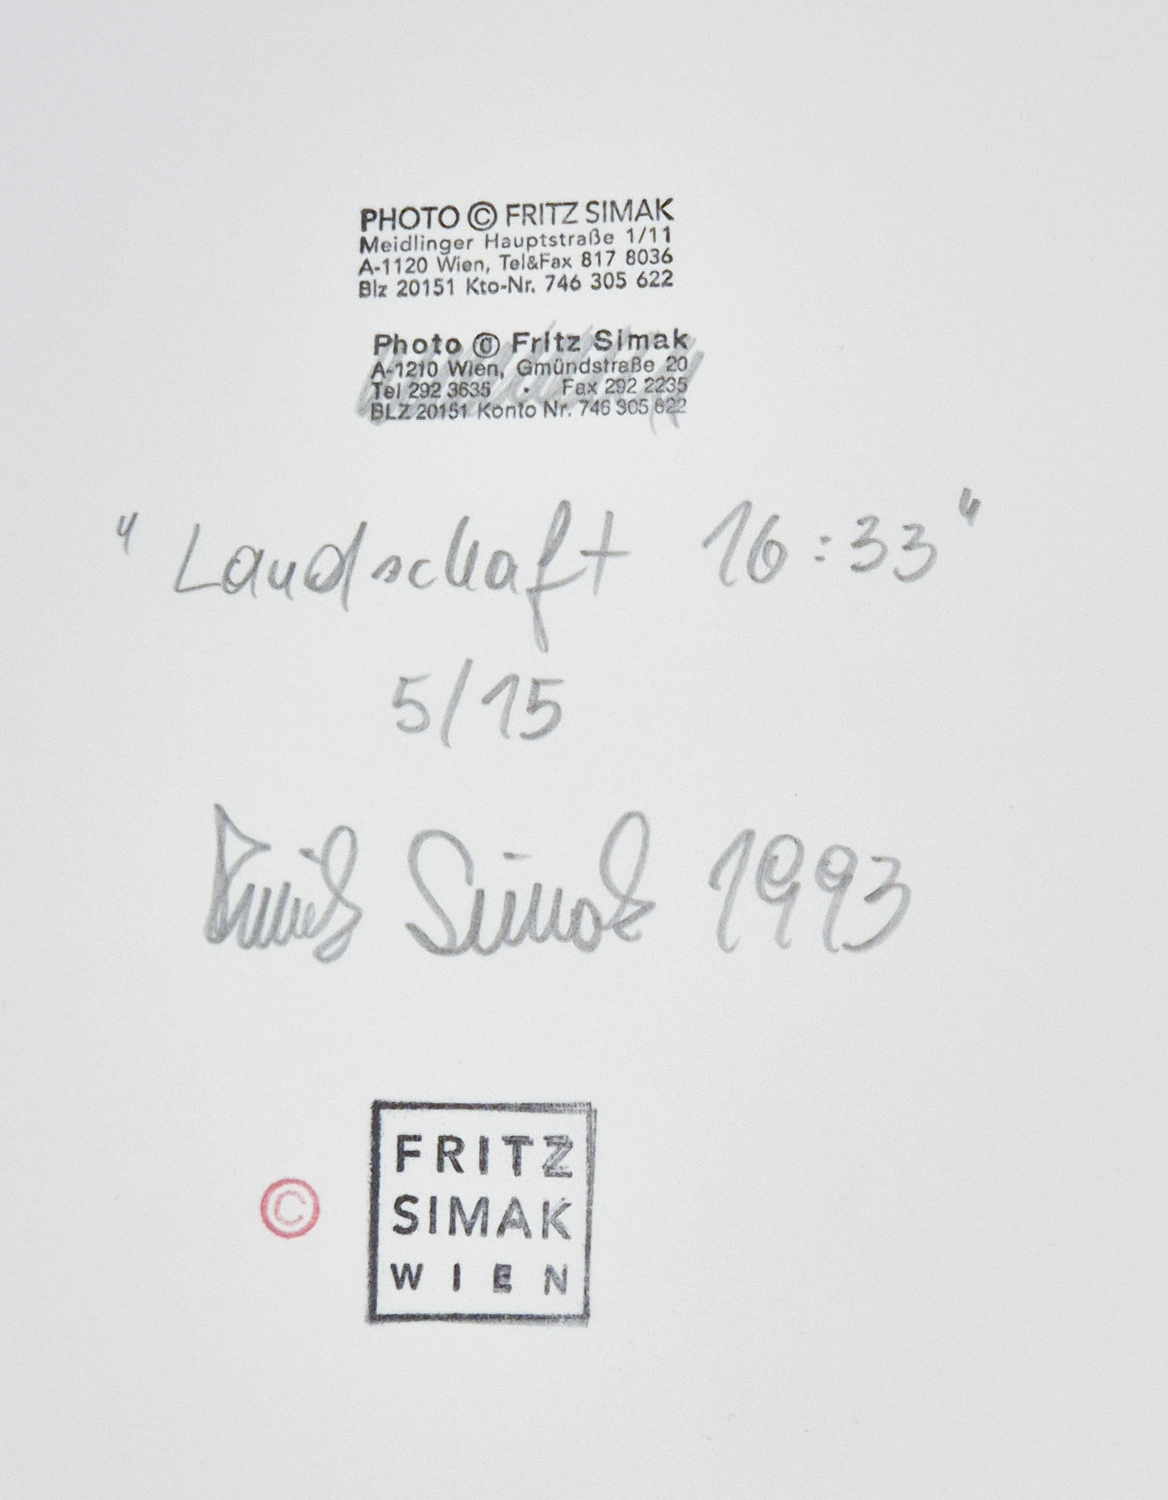 PHOTO © FRITZ SIMAK
Meidlinger Hauptstraße 1/11
A-1120 Wien, Tel&Fax 817 8036
Blz 20151 Kto-Nr. 746 305 622
Photo © Fritz Simak
A-1210 Wien, Gmündstraße 20
Tel 292 3635 · Fax 292 2235
BLZ 20151 Konto Nr. 746 305 622
"Landschaft 16:33"
5/15
Fritz Simak 1993
©
FRITZ
SIMAK
WIEN